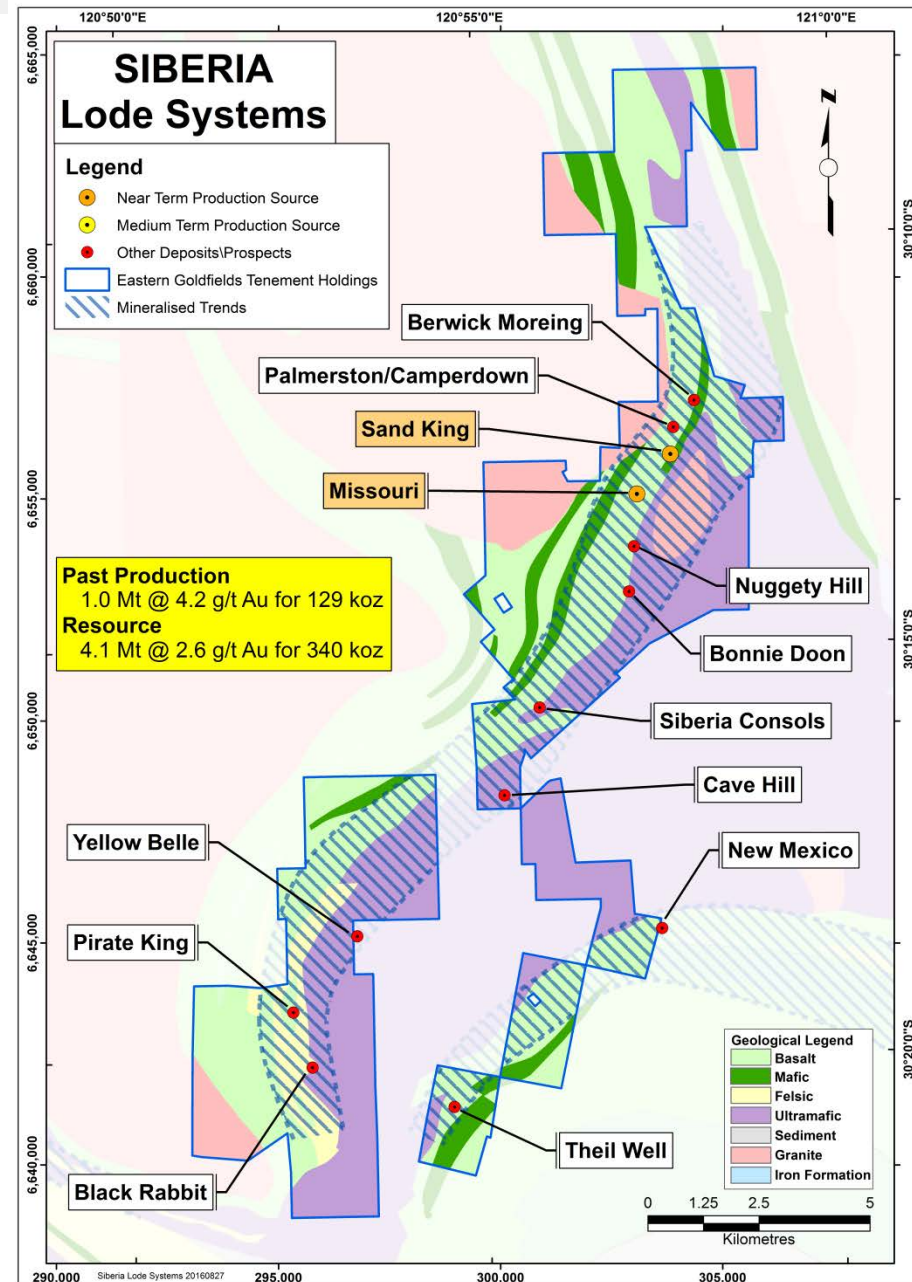 120°50'0"E
120°55'0"E
121°0'0"E
SIBERIA
Lode Systems
Legend
Near Term Production Source
Medium Term Production Source
Other Deposits\Prospects
Eastern Goldfields Tenement Holdings
Mineralised Trends
Z
6,665,000
6,660,000
6,655,000
6,650,000
6,645,000
6,640,000
30°10'0"S
30°15'0"S
30°20'0"S
Berwick Moreing
Palmerston/Camperdown
Sand King
Missouri
Past Production
1.0 Mt @ 4.2 g/t Au for 129 koz
Resource
4.1 Mt @ 2.6 g/t Au for 340 koz
Nuggety Hill
Bonnie Doon
Siberia Consols
Cave Hill
Yellow Belle
New Mexico
Pirate King
Theil Well
Black Rabbit
Geological Legend
Basalt
Mafic
Felsic
Ultramafic
Sediment
Granite
Iron Formation
0 1.25 2.5 5
Kilometres
290,000
295,000
300,000
305,000
Siberia Lode Systems 20160827